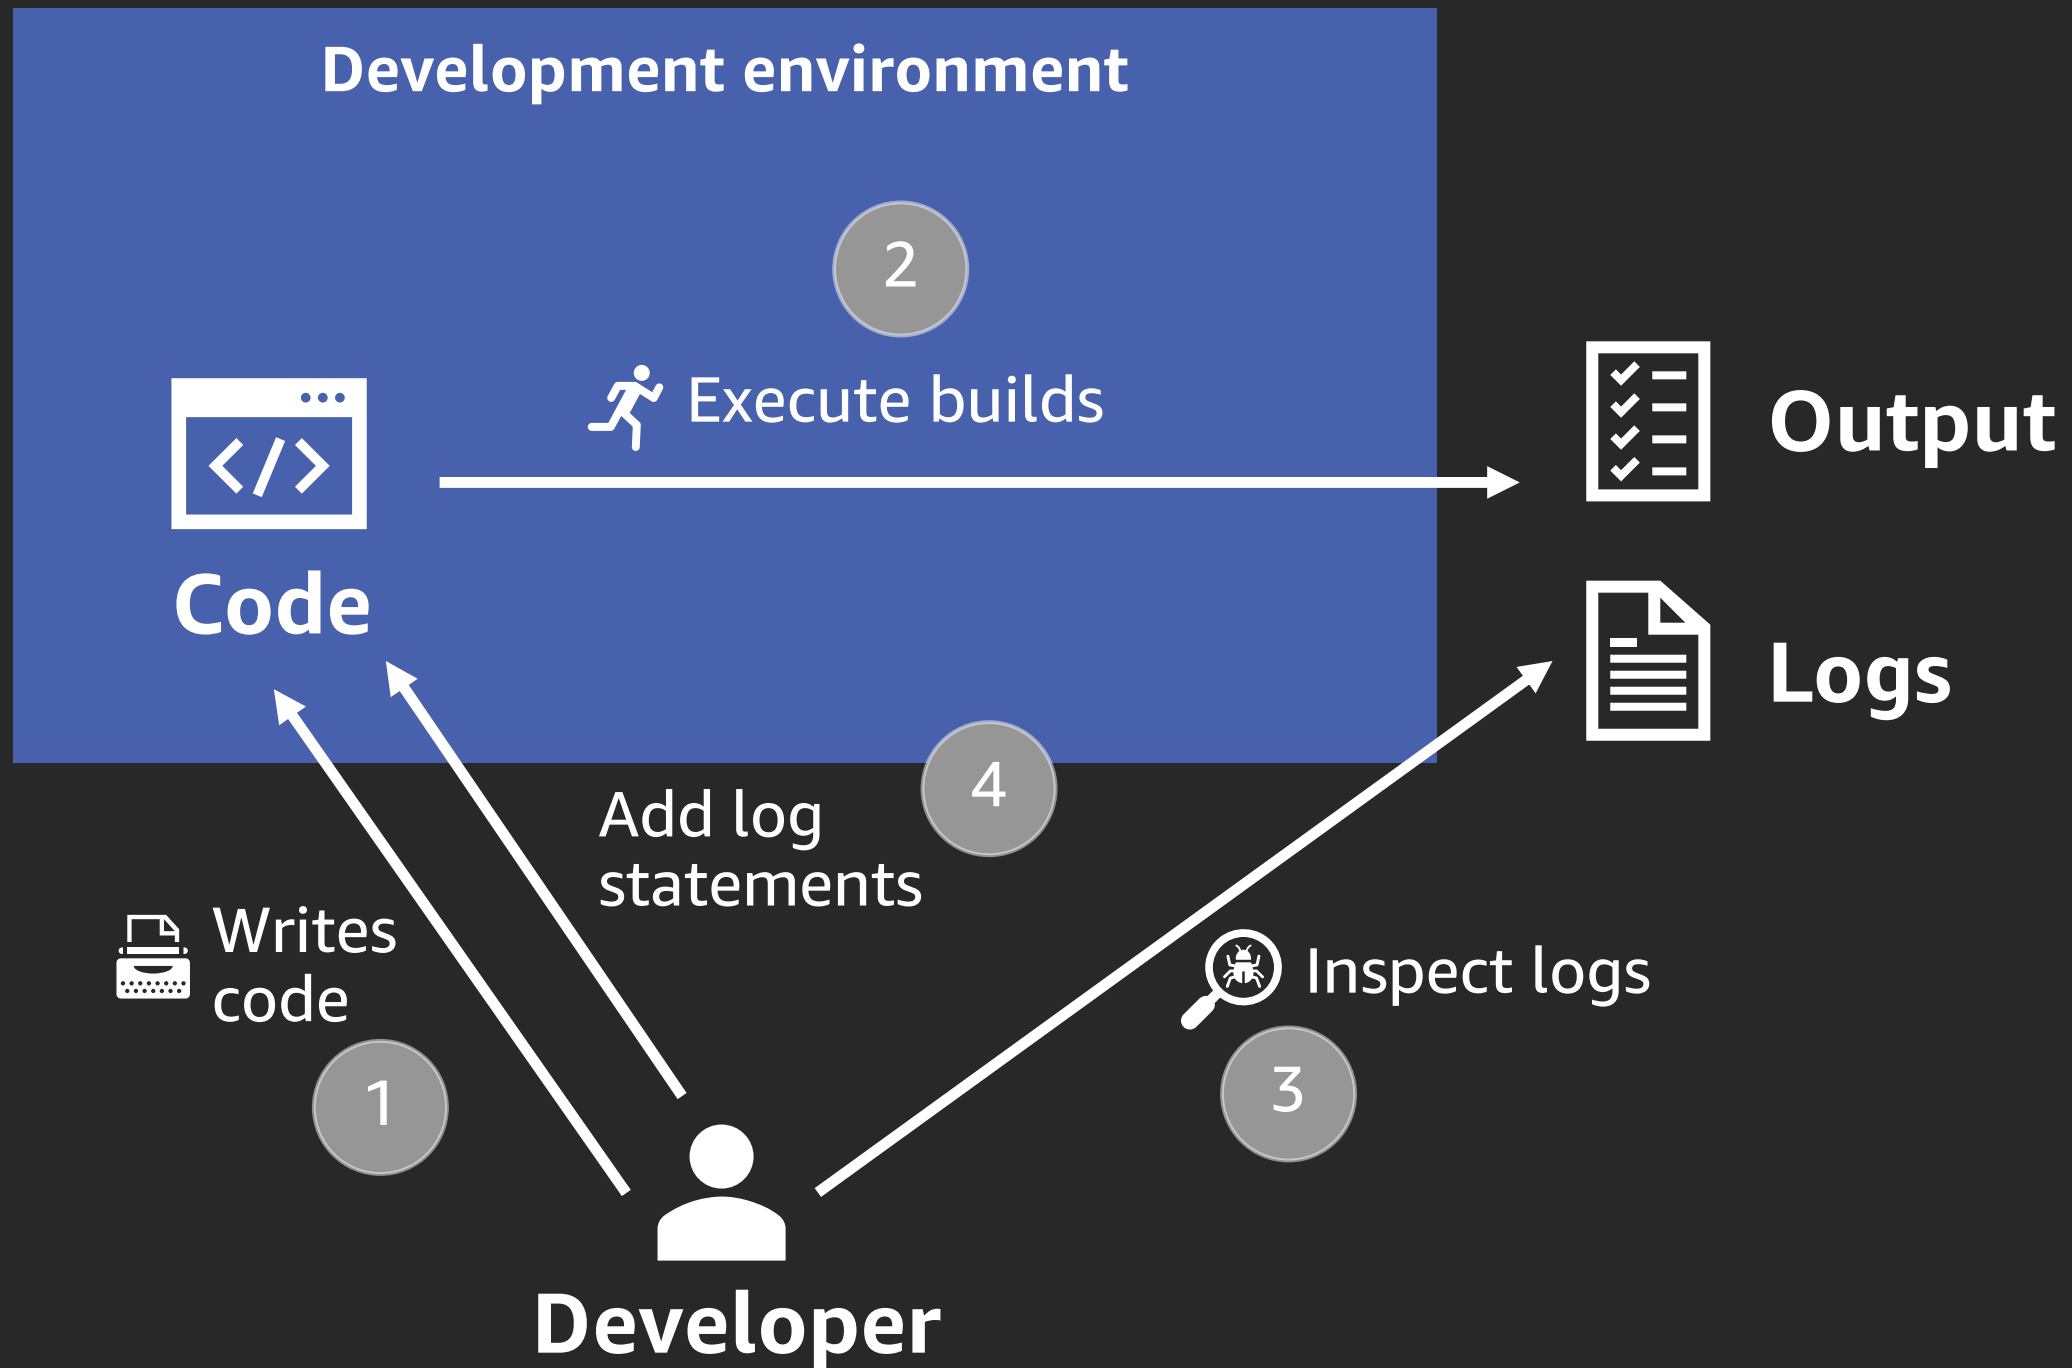 Development environment
2
Execute builds
Output
Code
Logs
4
Add log
statements
Writes
code
Inspect logs
1
3
Developer